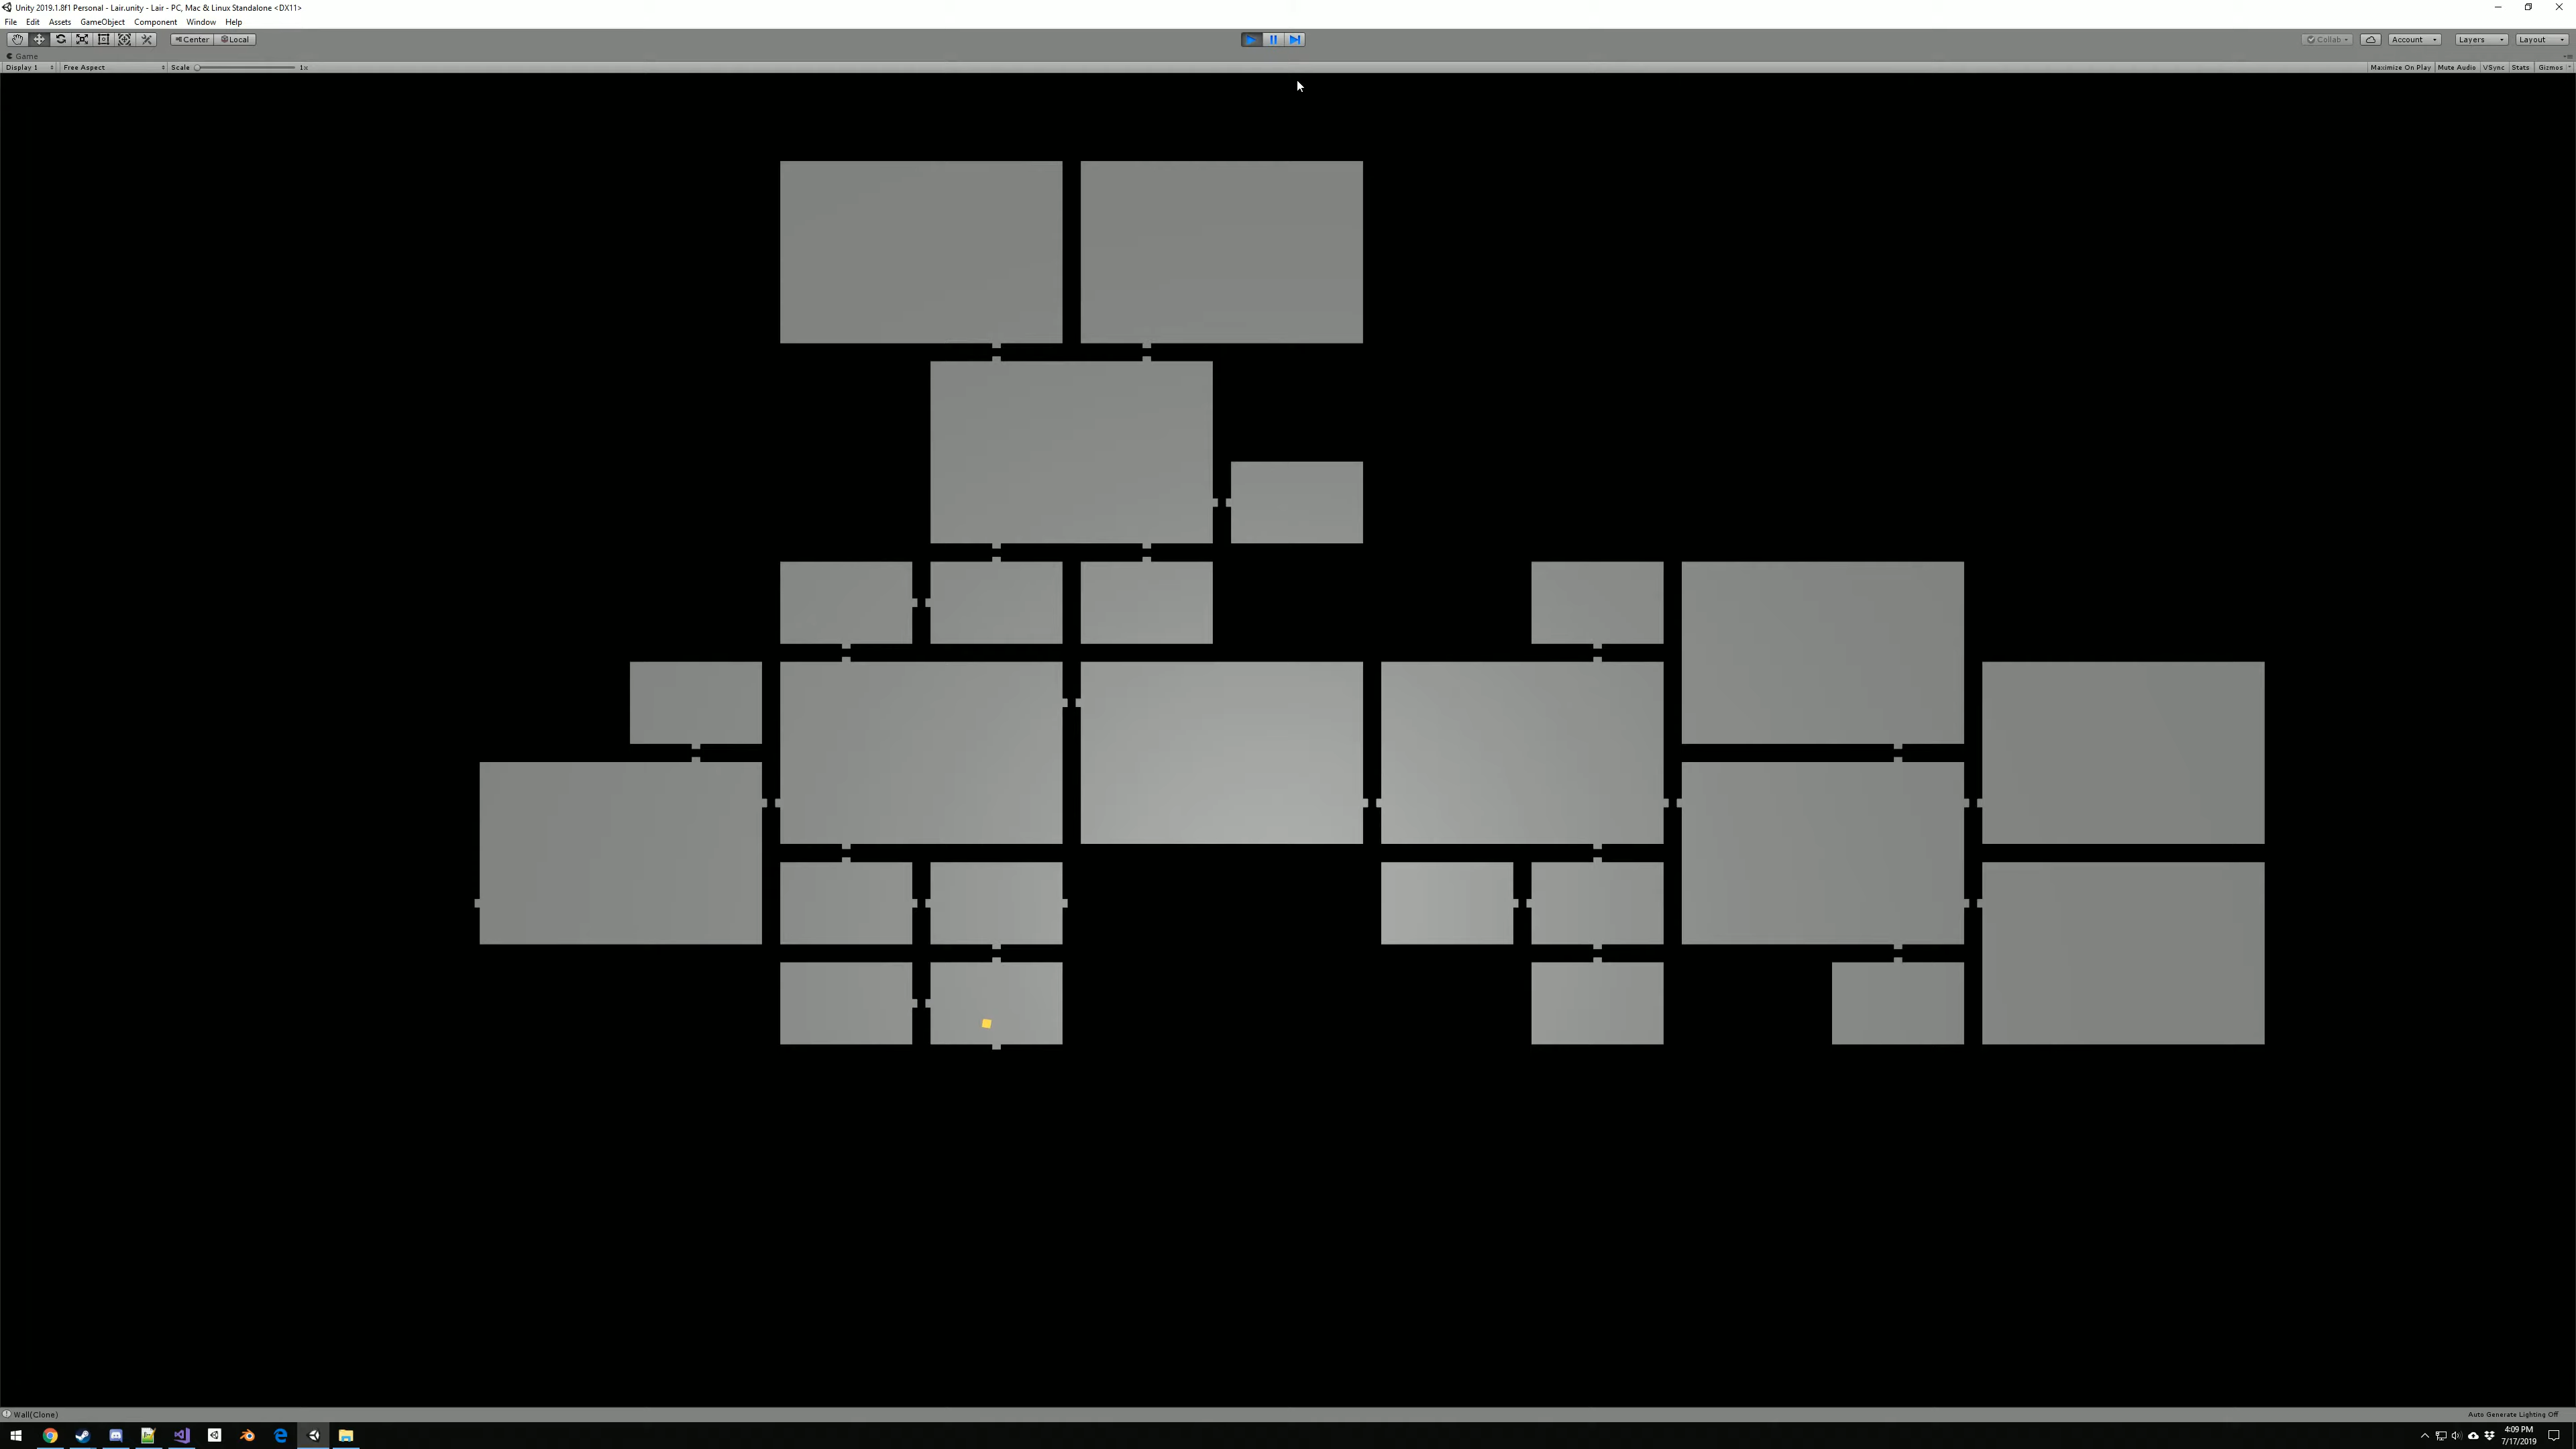 Unity 2019.1.8f1 Personal - Lair.unity - Lair - PC, Mac & Linux Standalone <DX11>
File Edit Assets GameObject Component Window Help
Center Local Collab Account Layers Layout
Game
Display 1 Free Aspect Scale 1x Maximize On Play Mute Audio VSync Stats Gizmos
Wall(Clone) Auto Generate Lighting Off
4:09 PM
7/17/2019